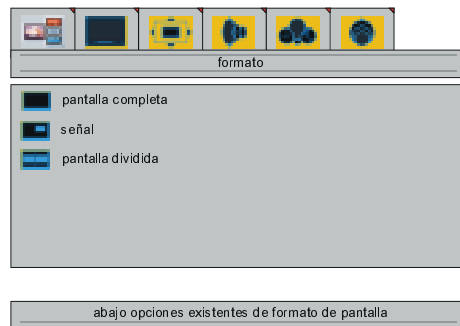 formato
pantalla completa
señal
pantalla dividida
abajo opciones existentes de formato de pantalla